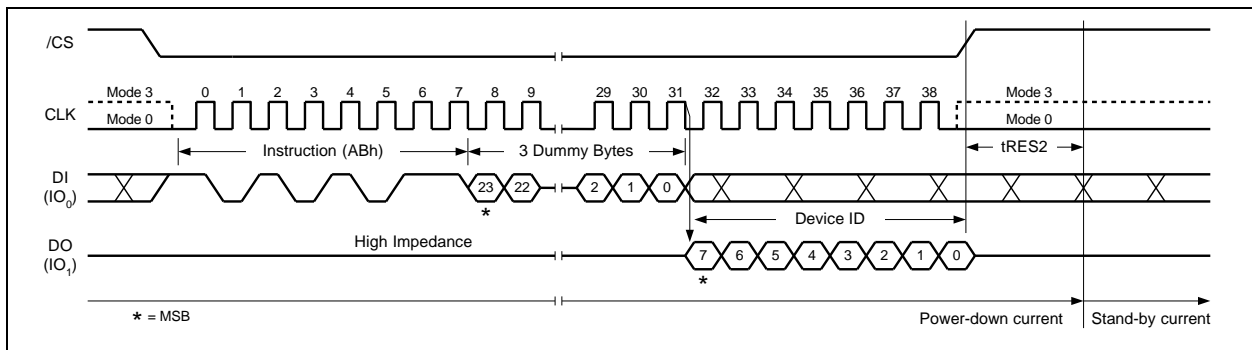 /CS
Mode 3 0 1 2 3 4 5 6 7 8 9 29 30 31 32 33 34 35 36 37 38 Mode 3
CLK
Mode 0 Mode 0
Instruction (ABh) 3 Dummy Bytes tRES2
DI
(IO0)
23 22 2 1 0
*
Device ID
High Impedance
DO
(IO1)
7 6 5 4 3 2 1 0
*
* = MSB
Power-down current Stand-by current